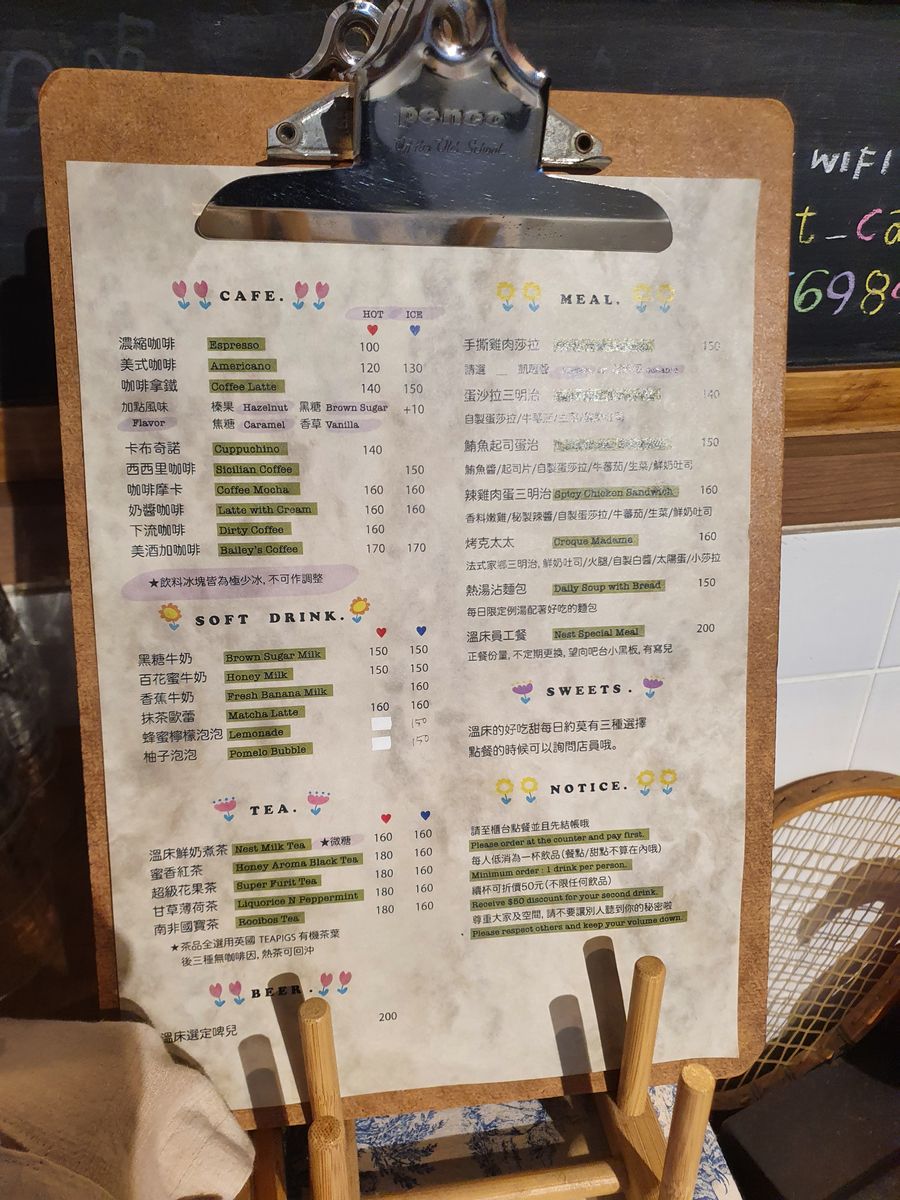 penco
WIFI
t_ca
698
CAFE.
HOT ICE
濃縮咖啡 Espresso 100
美式咖啡 Americano 120 130
咖啡拿鐵 Coffee Latte 140 150
加點風味 榛果 Hazelnut 黑糖 Brown Sugar +10
Flavor 焦糖 Caramel 香草 Vanilla
卡布奇諾 Cuppuchino 140
西西里咖啡 Sicilian Coffee 150
咖啡摩卡 Coffee Mocha 160 160
奶醬咖啡 Latte with Cream 160 160
下流咖啡 Dirty Coffee 160
美酒加咖啡 Bailey's Coffee 170 170
★飲料冰塊皆為極少冰, 不可作調整
SOFT DRINK.
黑糖牛奶 Brown Sugar Milk 150 150
百花蜜牛奶 Honey Milk 150 150
香蕉牛奶 Fresh Banana Milk 160
抹茶歐蕾 Matcha Latte 160 160
蜂蜜檸檬泡泡 Lemonade 150
柚子泡泡 Pomelo Bubble 150
TEA.
溫床鮮奶煮茶 Nest Milk Tea ★微糖 160 160
蜜香紅茶 Honey Aroma Black Tea 180 160
超級花果茶 Super Furit Tea 180 160
甘草薄荷茶 Liquorice N Peppermint 180 160
南非國寶茶 Rooibos Tea 180 160
★茶品全選用英國 TEAPIGS 有機茶葉
後三種無咖啡因, 熱茶可回沖
BEER.
溫床選定啤兒 200
MEAL.
手撕雞肉莎拉 150
請選
蛋沙拉三明治 140
自製蛋莎拉/牛蕃茄/
鮪魚起司蛋治 150
鮪魚醬/起司片/自製蛋莎拉/牛蕃茄/生菜/鮮奶吐司
辣雞肉蛋三明治 Spicy Chicken Sandwich 160
香料嫩雞/秘製辣醬/自製蛋莎拉/牛蕃茄/生菜/鮮奶吐司
烤克太太 Croque Madame 160
法式家鄉三明治, 鮮奶吐司/火腿/自製白醬/太陽蛋/小莎拉
熱湯沾麵包 Daily Soup with Bread 150
每日限定例湯配著好吃的麵包
溫床員工餐 Nest Special Meal 200
正餐份量, 不定期更換, 望向吧台小黑板, 有寫兒
SWEETS.
溫床的好吃甜每日約莫有三種選擇
點餐的時候可以詢問店員哦。
NOTICE.
請至櫃台點餐並且先結帳哦
Please order at the counter and pay first.
每人低消為一杯飲品(餐點/甜點不算在內哦)
Minimum order : 1 drink per person.
續杯可折價50元(不限任何飲品)
Receive $50 discount for your second drink.
尊重大家及空間, 請不要讓別人聽到你的秘密啦
Please respect others and keep your volume down.